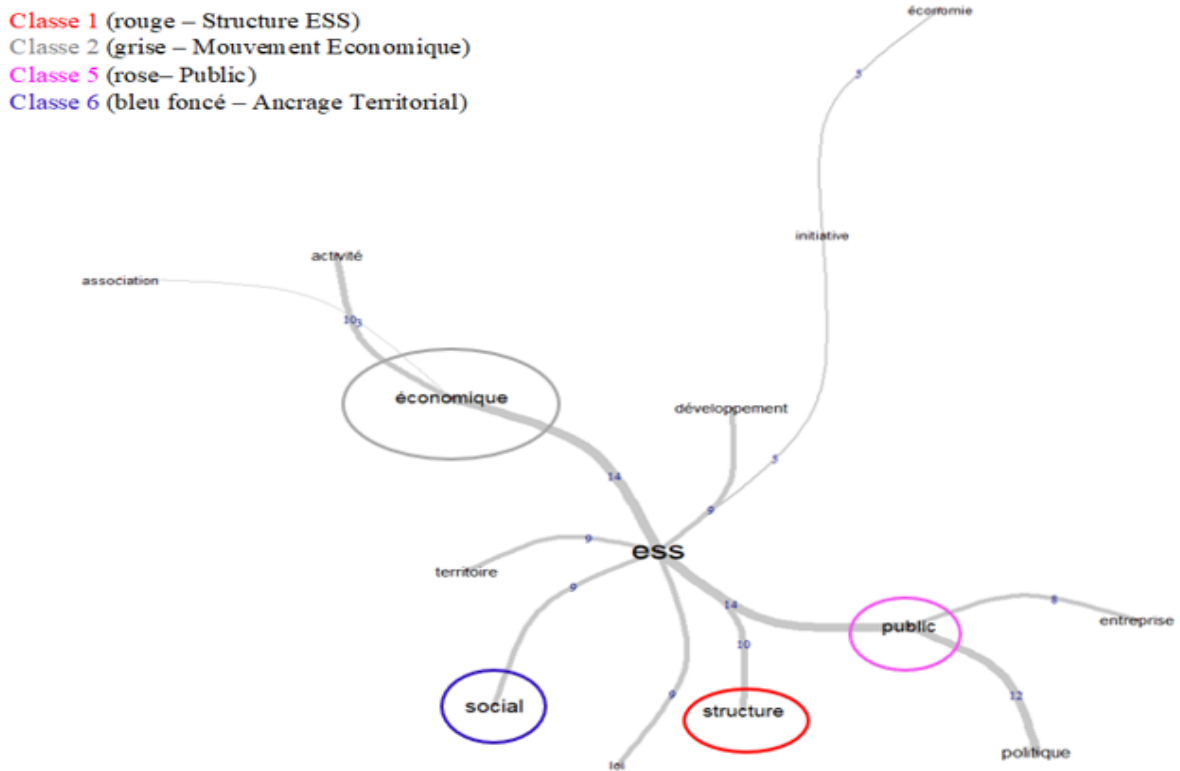 Classe 1 (rouge – Structure ESS)
Classe 2 (grise – Mouvement Economique)
Classe 5 (rose– Public)
Classe 6 (bleu foncé – Ancrage Territorial)
économie
5
initiative
activité
association
10
3
économique
développement
14
5
9
ess
9
territoire
9
14
8
public
entreprise
10
social
structure
9
12
politique
loi